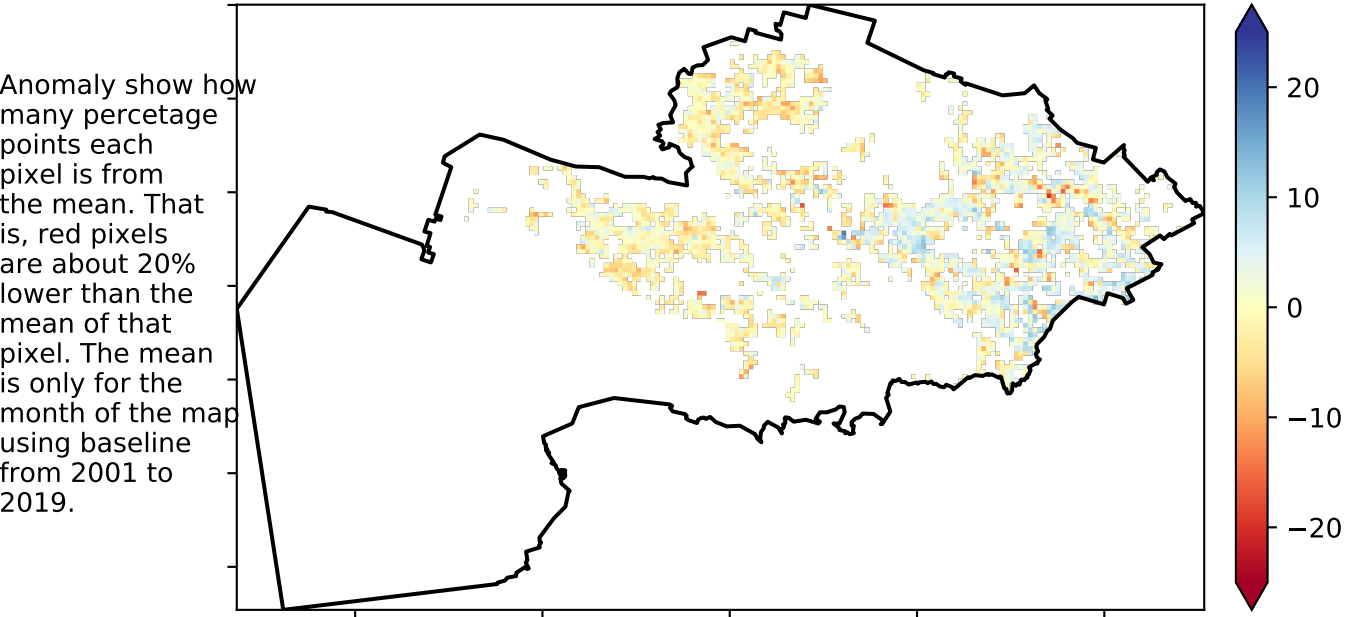 Anomaly show how
many percetage
points each
pixel is from
the mean. That
is, red pixels
are about 20%
lower than the
mean of that
pixel. The mean
is only for the
month of the map
using baseline
from 2001 to
2019.
20
10
0
−10
−20